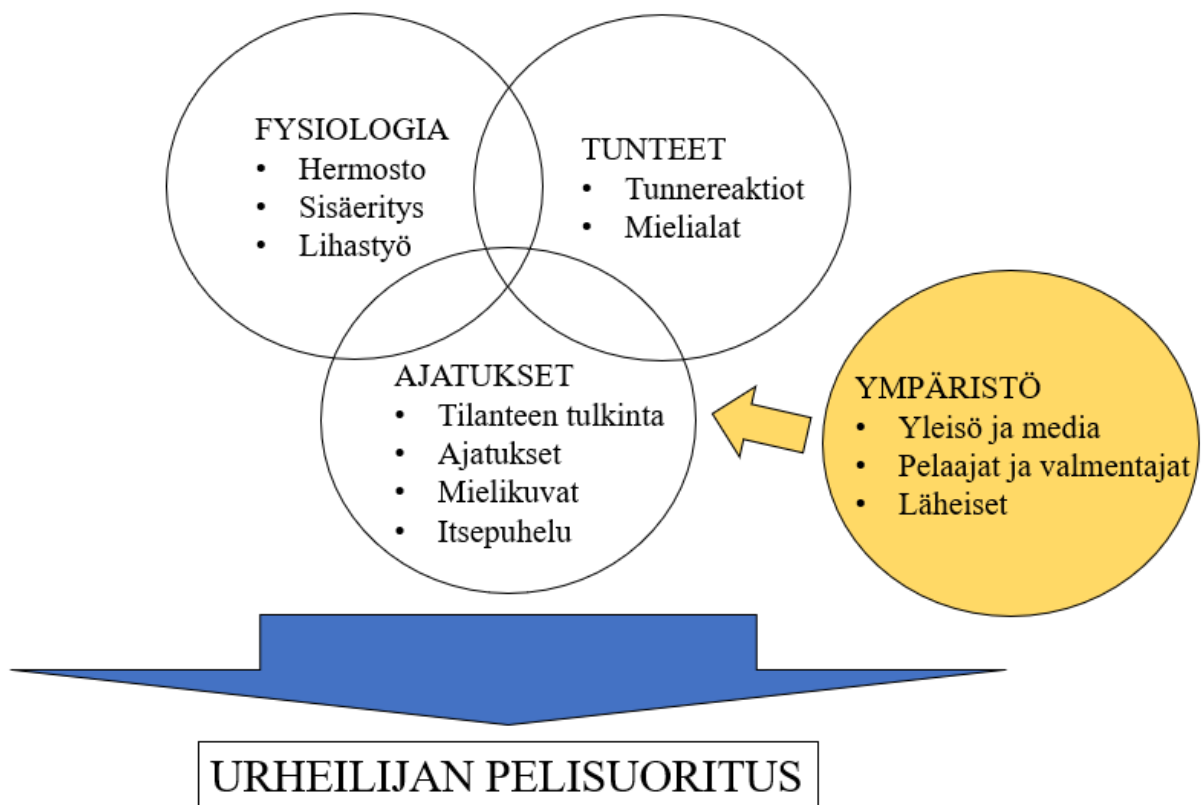 FYSIOLOGIA
• Hermosto
• Sisäeritys
• Lihastyö
TUNTEET
• Tunnereaktiot
• Mielialat
AJATUKSET
• Tilanteen tulkinta
• Ajatukset
• Mielikuvat
• Itsepuhelu
YMPÄRISTÖ
• Yleisö ja media
• Pelaajat ja valmentajat
• Läheiset
URHEILIJAN PELISUORITUS